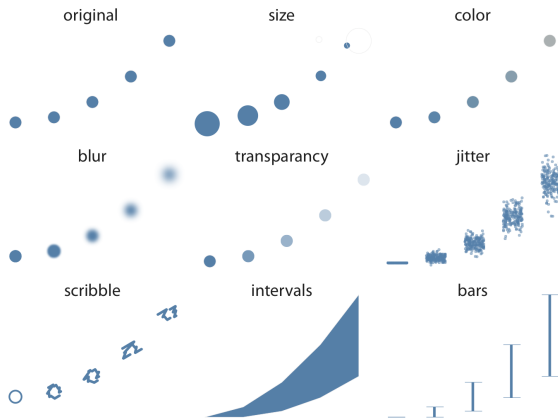 original
size
color
blur
transparancy
jitter
scribble
intervals
bars